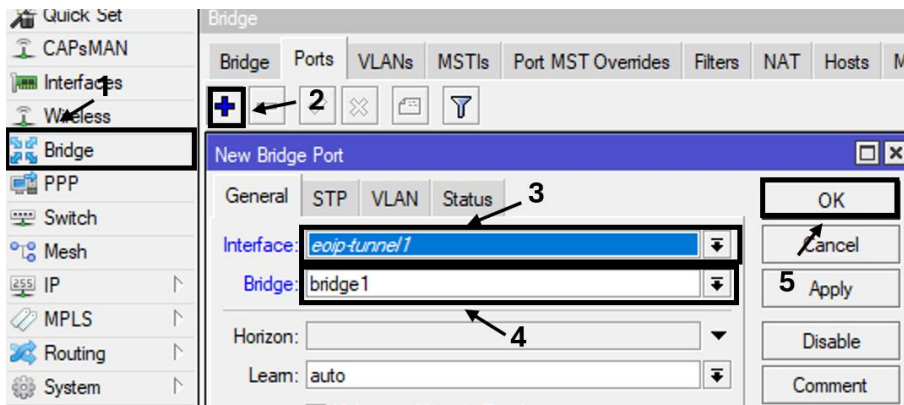 Quick Set
CAPsMAN
Interfaces
Wireless
Bridge
PPP
Switch
Mesh
IP
MPLS
Routing
System
1
Bridge
Bridge Ports VLANs MSTIs Port MST Overrides Filters NAT Hosts M
2
New Bridge Port
General STP VLAN Status
3
Interface: eoip-tunnel1
Bridge: bridge1
4
Horizon:
Learn: auto
OK
Cancel
5
Apply
Disable
Comment